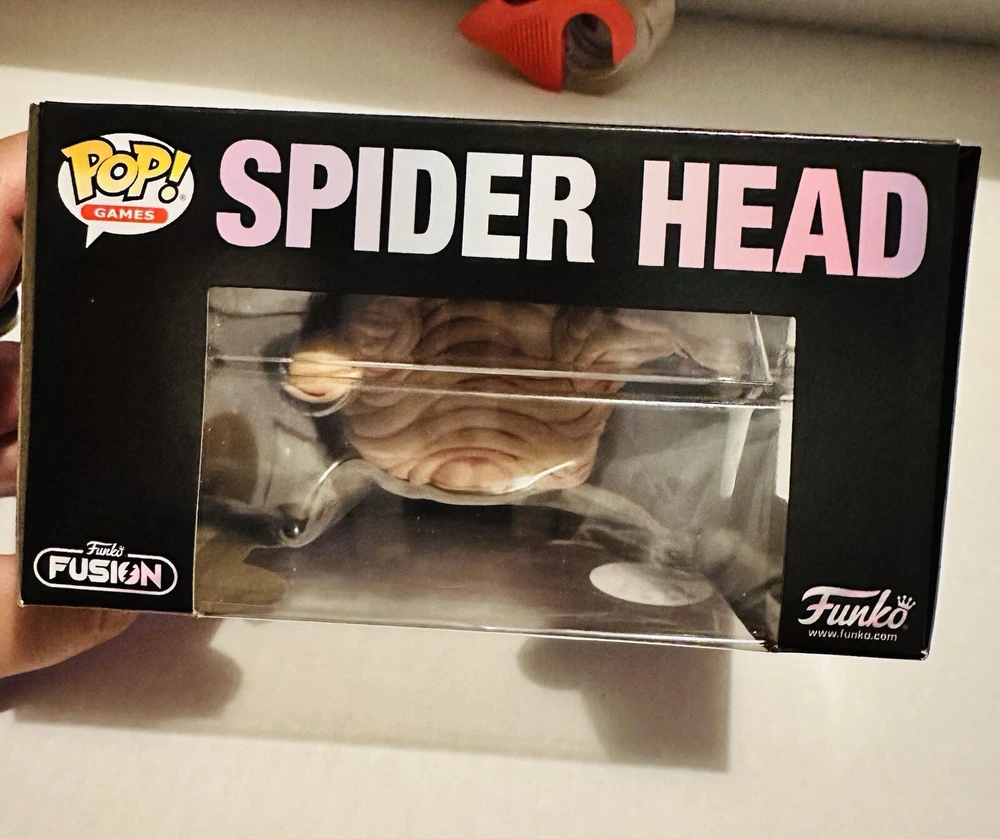 POP!
GAMES
SPIDER HEAD
Funko
FUSION
Funko
www.funko.com